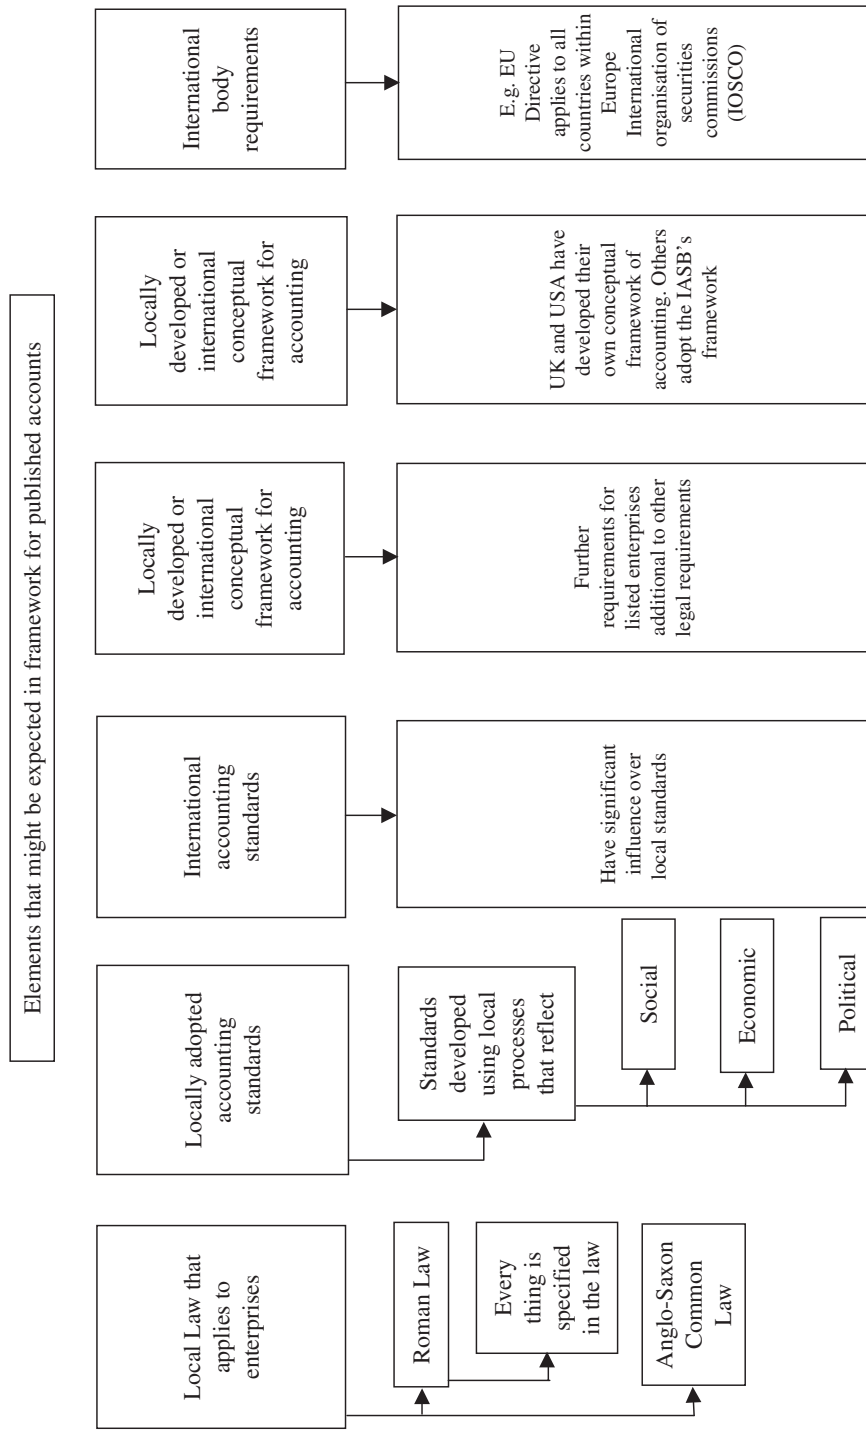 Elements that might be expected in framework for published accounts
Local Law that
applies to
enterprises
Roman Law
Every
thing is
specified
in the law
Anglo-Saxon
Common
Law
Locally adopted
accounting
standards
Standards
developed
using local
processes
that reflect
Social
Economic
Political
International
accounting
standards
Have significant
influence over
local standards
Locally
developed or
international
conceptual
framework for
accounting
Further
requirements for
listed enterprises
additional to other
legal requirements
Locally
developed or
international
conceptual
framework for
accounting
UK and USA have
developed their
own conceptual
framework of
accounting. Others
adopt the IASB's
framework
International
body
requirements
E.g. EU
Directive
applies to all
countries within
Europe
International
organisation of
securities
commissions
(IOSCO)